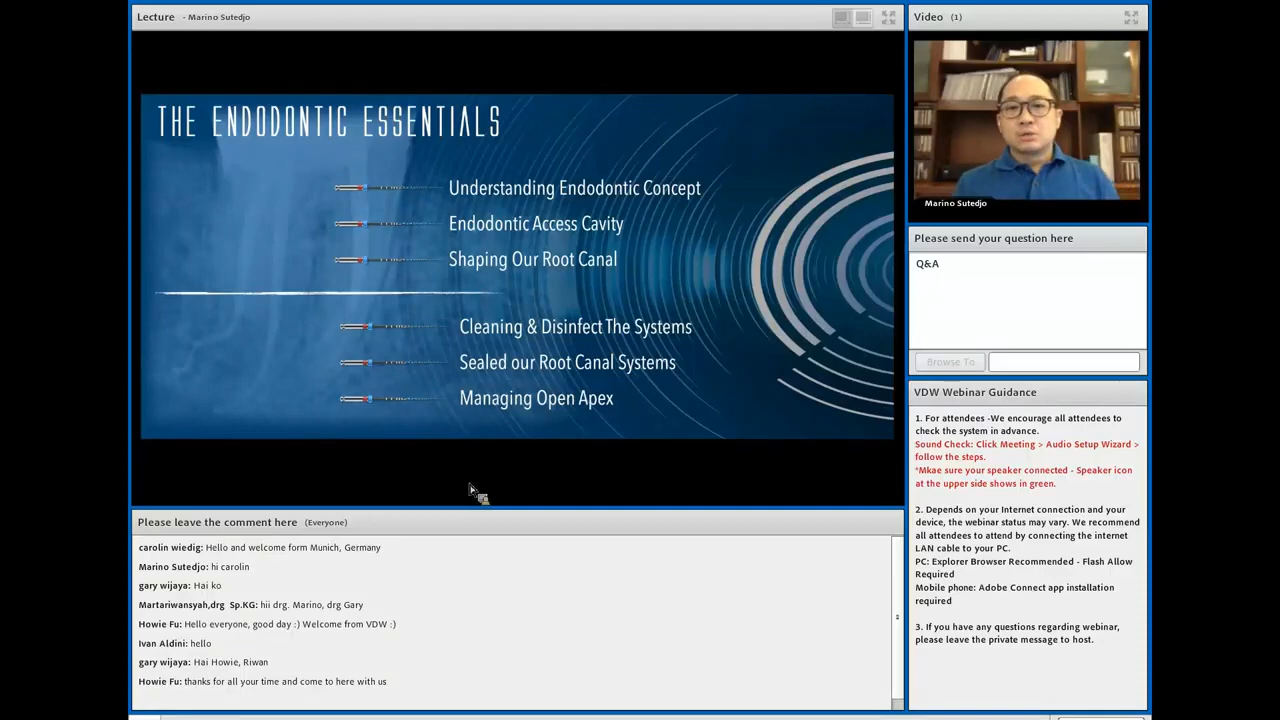 Lecture - Marino Sutedjo
THE ENDODONTIC ESSENTIALS
Understanding Endodontic Concept
Endodontic Access Cavity
Shaping Our Root Canal
Cleaning & Disinfect The Systems
Sealed our Root Canal Systems
Managing Open Apex
Please leave the comment here (Everyone)
carolin wiedig: Hello and welcome form Munich, Germany
Marino Sutedjo: hi carolin
gary wijaya: Hai ko
Martariwansyah,drg Sp.KG: hii drg. Marino, drg Gary
Howie Fu: Hello everyone, good day :) Welcome from VDW :)
Ivan Aldini: hello
gary wijaya: Hai Howie, Riwan
Howie Fu: thanks for all your time and come to here with us
Video (1)
Marino Sutedjo
Please send your question here
Q&A
Browse To
VDW Webinar Guidance
1. For attendees -We encourage all attendees to
check the system in advance.
Sound Check: Click Meeting > Audio Setup Wizard >
follow the steps.
*Mkae sure your speaker connected - Speaker icon
at the upper side shows in green.
2. Depends on your Internet connection and your
device, the webinar status may vary. We recommend
all attendees to attend by connecting the internet
LAN cable to your PC.
PC: Explorer Browser Recommended - Flash Allow
Required
Mobile phone: Adobe Connect app installation
required
3. If you have any questions regarding webinar,
please leave the private message to host.